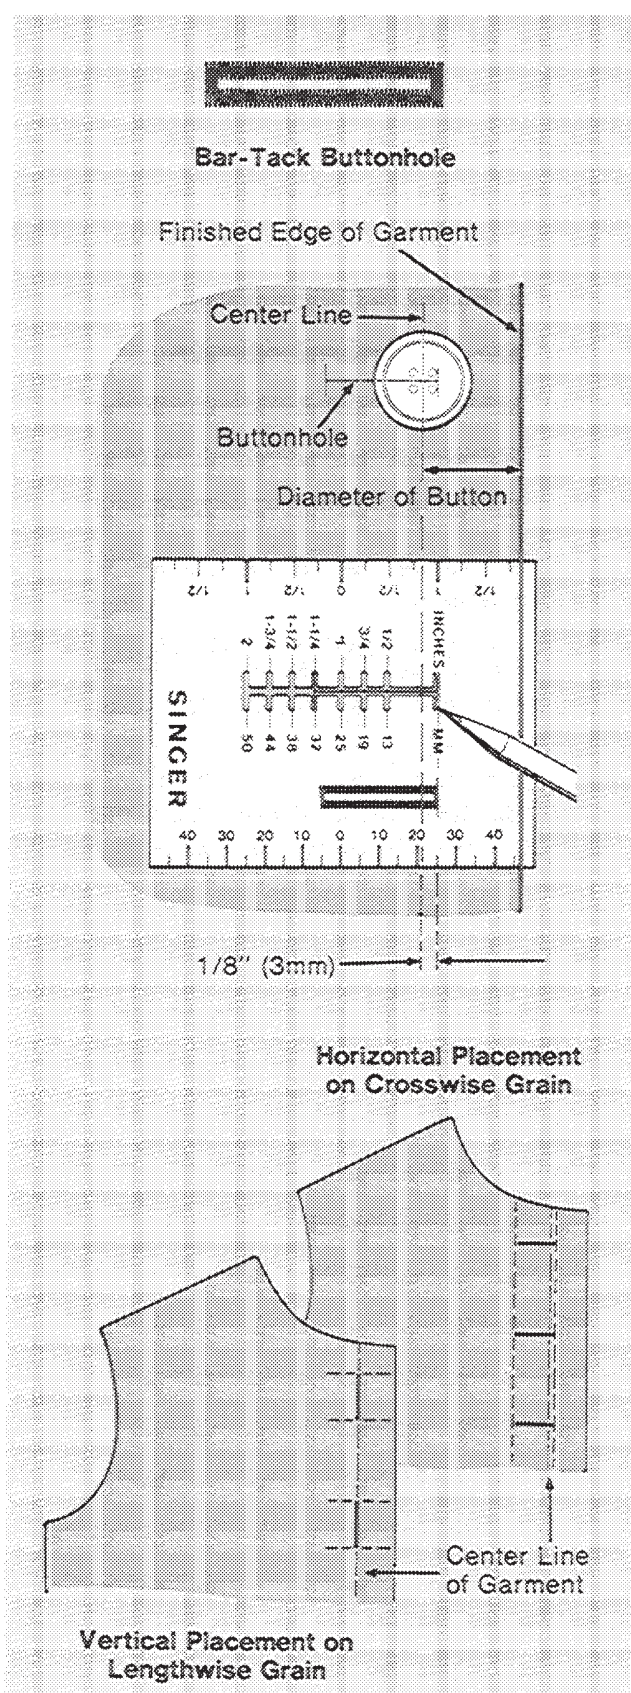 Bar-Tack Buttonhole
Finished Edge of Garment
Center Line
Buttonhole
Diameter of Button
1/2 1 1/2 0 1/2 1 1/2
2 1-3/4 1-1/2 1-1/4 1 3/4 1/2 INCHES
50 44 38 32 25 19 13 MM
SINGER
40 30 20 10 0 10 20 30 40
1/8" (3mm)
Horizontal Placement
on Crosswise Grain
Center Line
of Garment
Vertical Placement on
Lengthwise Grain